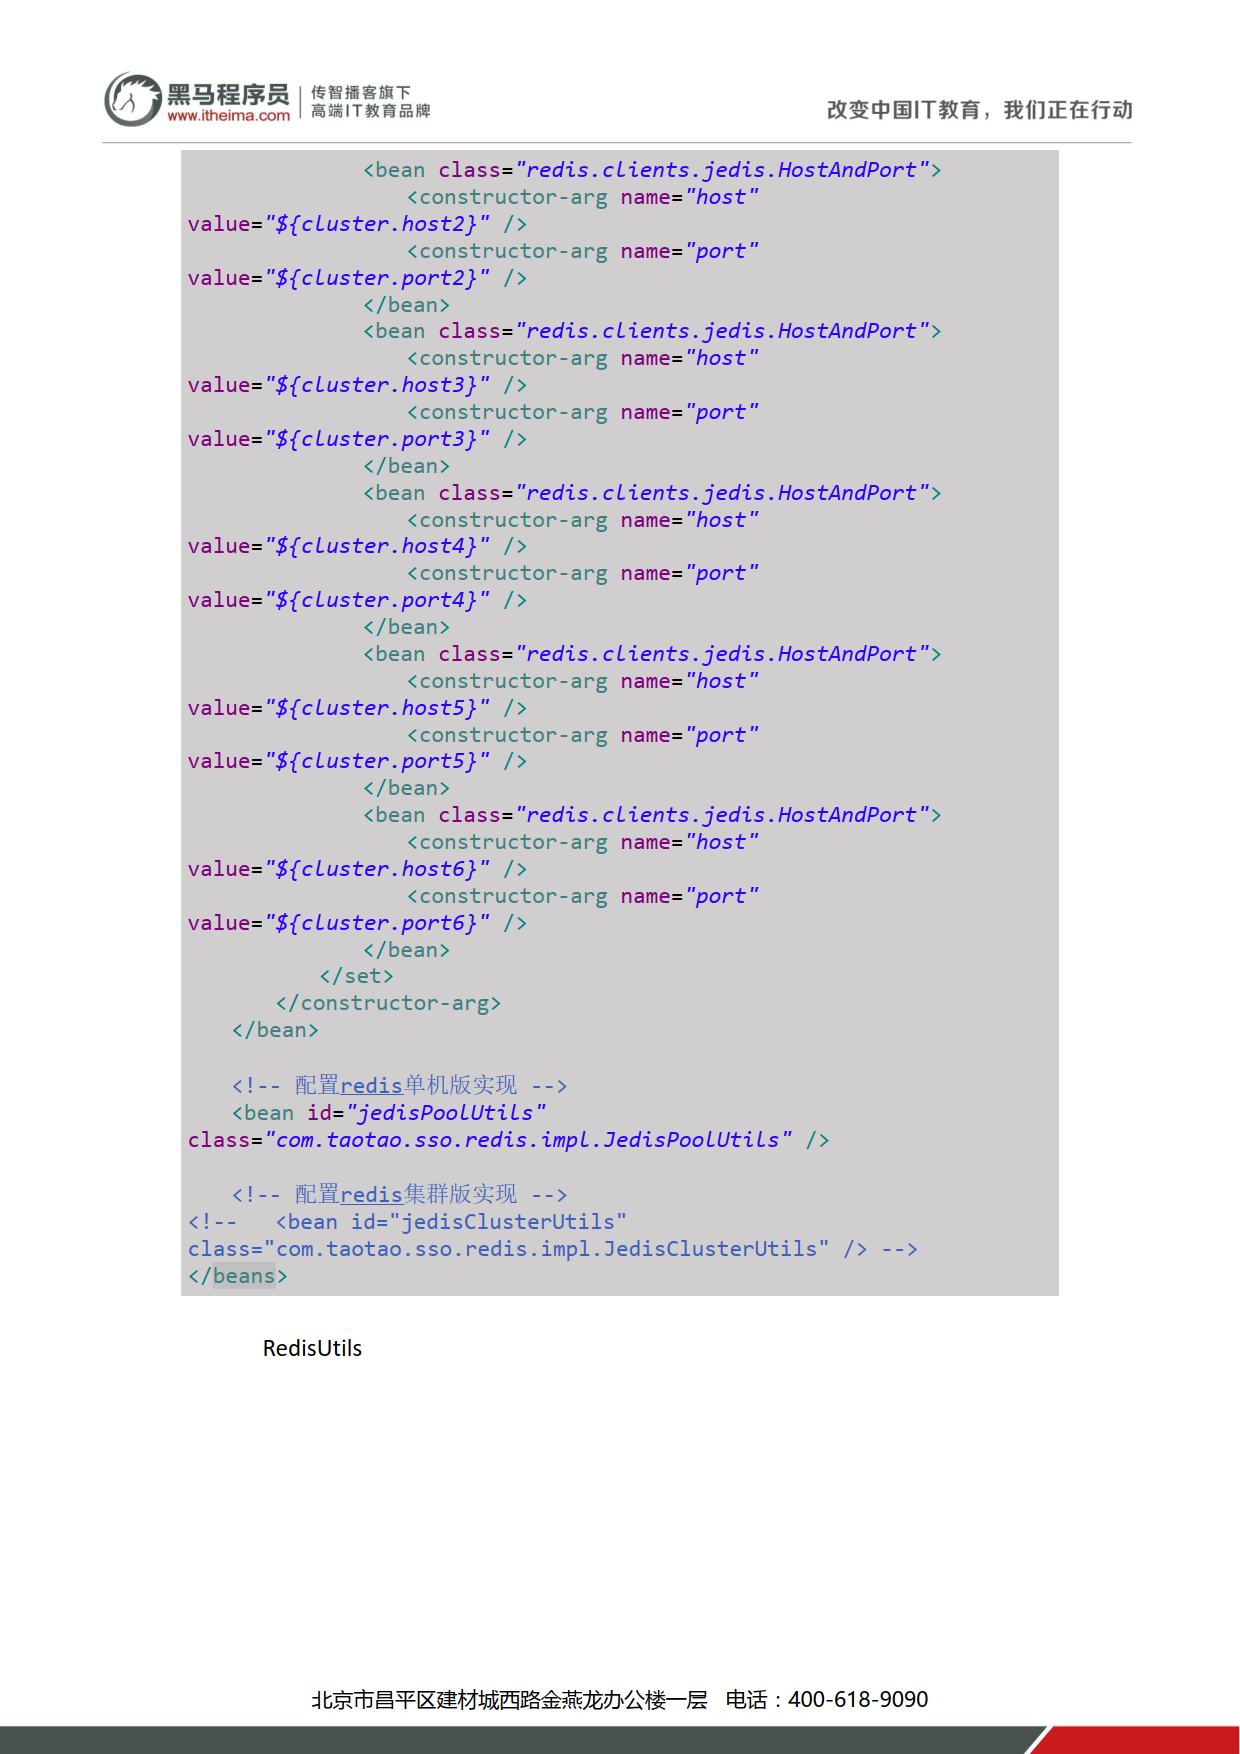 黑马程序员
www.itheima.com
传智播客旗下
高端IT教育品牌
改变中国IT教育，我们正在行动
<bean class="redis.clients.jedis.HostAndPort">
<constructor-arg name="host"
value="${cluster.host2}" />
<constructor-arg name="port"
value="${cluster.port2}" />
</bean>
<bean class="redis.clients.jedis.HostAndPort">
<constructor-arg name="host"
value="${cluster.host3}" />
<constructor-arg name="port"
value="${cluster.port3}" />
</bean>
<bean class="redis.clients.jedis.HostAndPort">
<constructor-arg name="host"
value="${cluster.host4}" />
<constructor-arg name="port"
value="${cluster.port4}" />
</bean>
<bean class="redis.clients.jedis.HostAndPort">
<constructor-arg name="host"
value="${cluster.host5}" />
<constructor-arg name="port"
value="${cluster.port5}" />
</bean>
<bean class="redis.clients.jedis.HostAndPort">
<constructor-arg name="host"
value="${cluster.host6}" />
<constructor-arg name="port"
value="${cluster.port6}" />
</bean>
</set>
</constructor-arg>
</bean>
<!-- 配置redis单机版实现 -->
<bean id="jedisPoolUtils"
class="com.taotao.sso.redis.impl.JedisPoolUtils" />
<!-- 配置redis集群版实现 -->
<!-- <bean id="jedisClusterUtils"
class="com.taotao.sso.redis.impl.JedisClusterUtils" /> -->
</beans>
RedisUtils
北京市昌平区建材城西路金燕龙办公楼一层 电话：400-618-9090